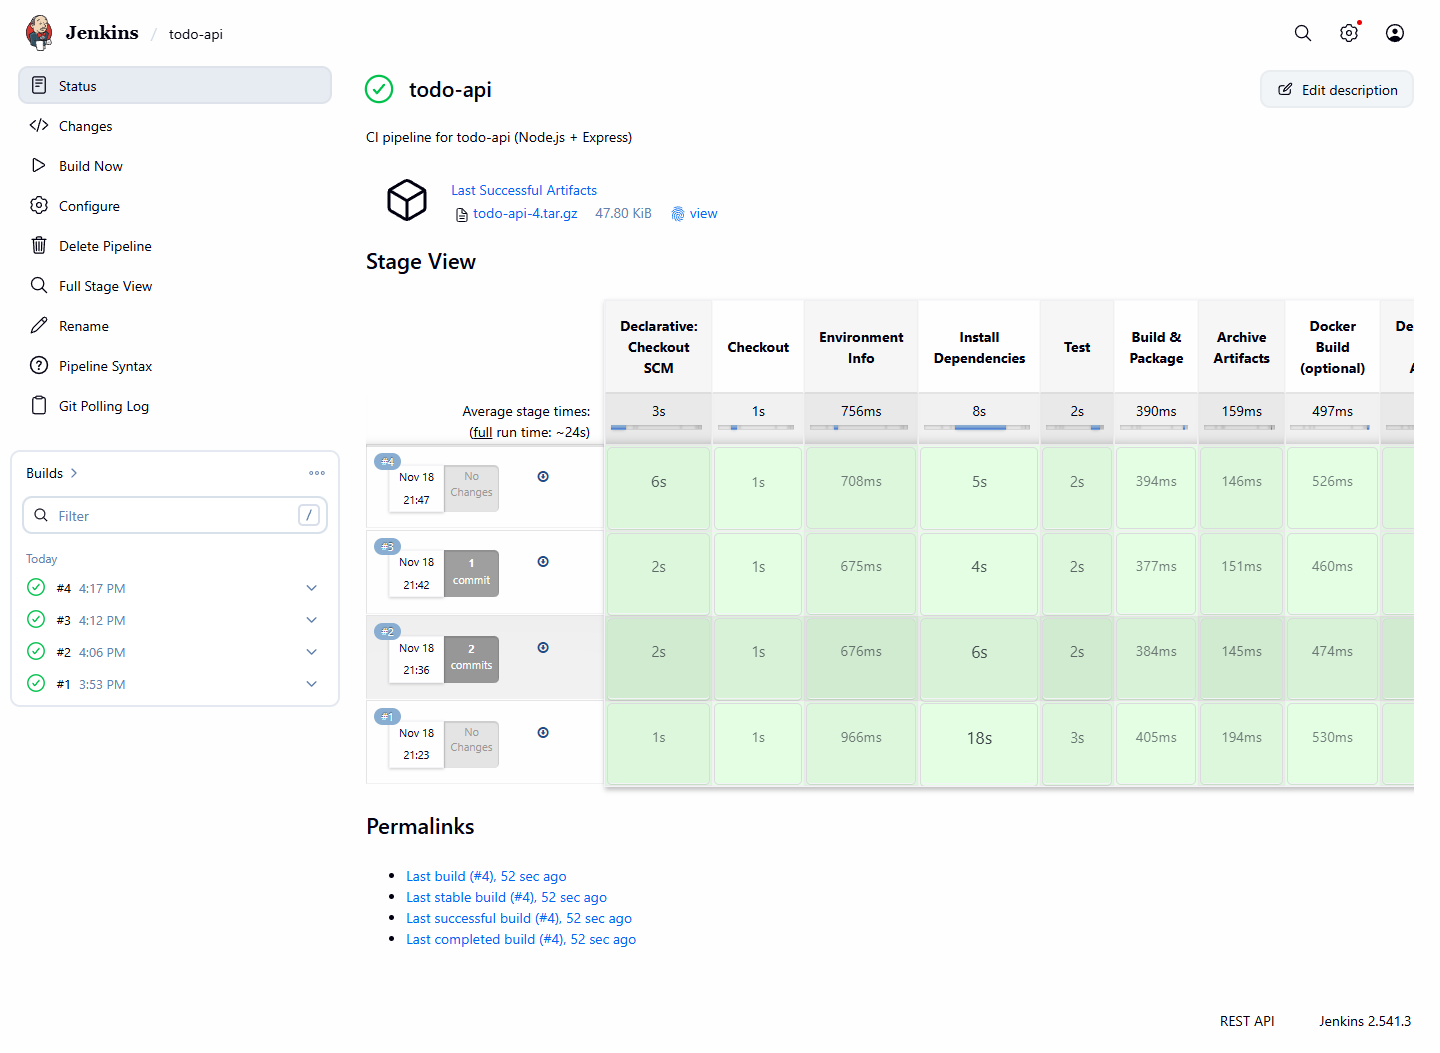 Jenkins / todo-api
Status
Changes
Build Now
Configure
Delete Pipeline
Full Stage View
Rename
Pipeline Syntax
Git Polling Log
Builds
Filter /
Today
#4 4:17 PM
#3 4:12 PM
#2 4:06 PM
#1 3:53 PM
todo-api
Edit description
CI pipeline for todo-api (Node.js + Express)
Last Successful Artifacts
todo-api-4.tar.gz 47.80 KiB view
Stage View
Declarative:
Checkout
SCM
Checkout
Environment
Info
Install
Dependencies
Test
Build &
Package
Archive
Artifacts
Docker
Build
(optional)
De
A
Average stage times:
(full run time: ~24s)
3s 1s 756ms 8s 2s 390ms 159ms 497ms
#4
Nov 18
21:47
No
Changes
6s 1s 708ms 5s 2s 394ms 146ms 526ms
#3
Nov 18
21:42
1
commit
2s 1s 675ms 4s 2s 377ms 151ms 460ms
#2
Nov 18
21:36
2
commits
2s 1s 676ms 6s 2s 384ms 145ms 474ms
#1
Nov 18
21:23
No
Changes
1s 1s 966ms 18s 3s 405ms 194ms 530ms
Permalinks
Last build (#4), 52 sec ago
Last stable build (#4), 52 sec ago
Last successful build (#4), 52 sec ago
Last completed build (#4), 52 sec ago
REST API Jenkins 2.541.3